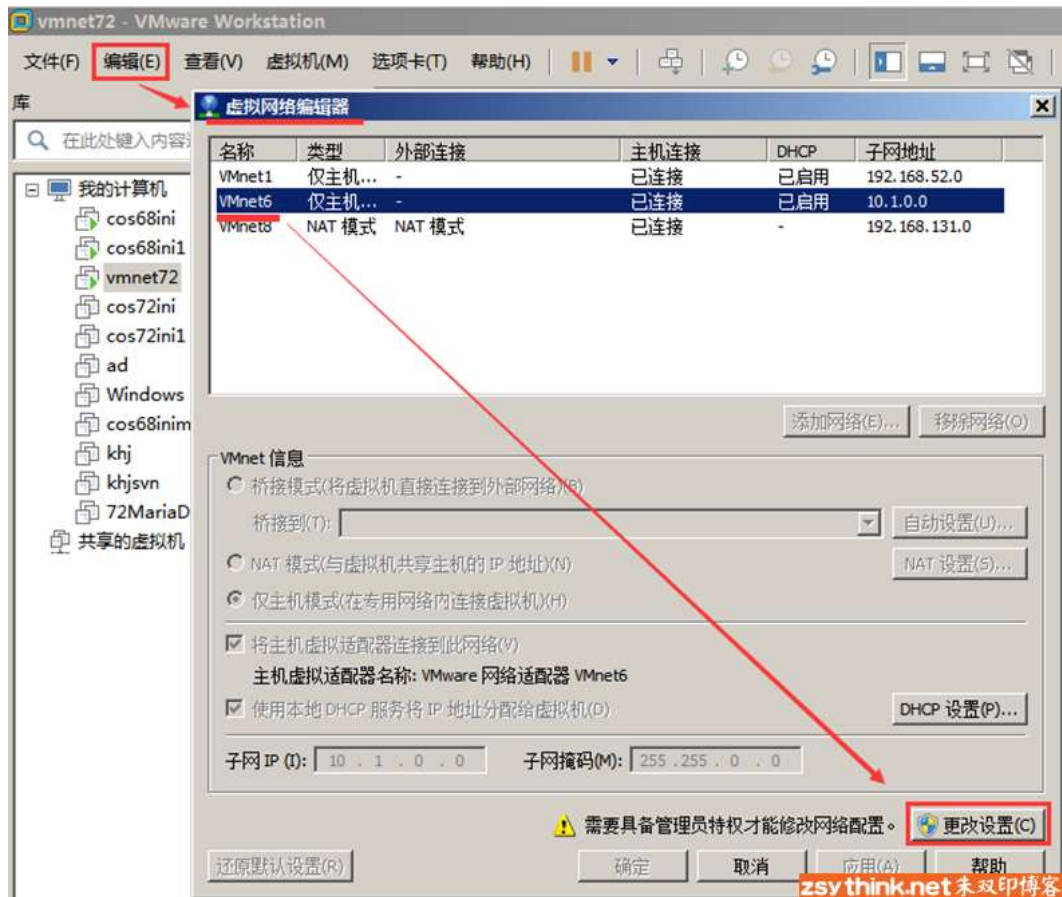 vmnet72 - VMware Workstation
文件(F) 编辑(E) 查看(V) 虚拟机(M) 选项卡(T) 帮助(H)
库
在此处键入内容
我的计算机
cos68ini
cos68ini1
vmnet72
cos72ini
cos72ini1
ad
Windows
cos68inim
khj
khjsvn
72MariaD
共享的虚拟机
虚拟网络编辑器
名称 类型 外部连接 主机连接 DHCP 子网地址
VMnet1 仅主机... - 已连接 已启用 192.168.52.0
VMnet6 仅主机... - 已连接 已启用 10.1.0.0
VMnet8 NAT 模式 NAT 模式 已连接 - 192.168.131.0
添加网络(E)... 移除网络(O)
VMnet 信息
桥接模式(将虚拟机直接连接到外部网络)(B)
桥接到(T): 自动设置(U)...
NAT 模式(与虚拟机共享主机的 IP 地址)(N) NAT 设置(S)...
仅主机模式(在专用网络内连接虚拟机)(H)
将主机虚拟适配器连接到此网络(V)
主机虚拟适配器名称: VMware 网络适配器 VMnet6
使用本地 DHCP 服务将 IP 地址分配给虚拟机(D) DHCP 设置(P)...
子网 IP (I): 10 . 1 . 0 . 0 子网掩码(M): 255 .255 . 0 . 0
需要具备管理员特权才能修改网络配置。 更改设置(C)
还原默认设置(R) 确定 取消 应用(A) 帮助
zsythink.net朱双印博客